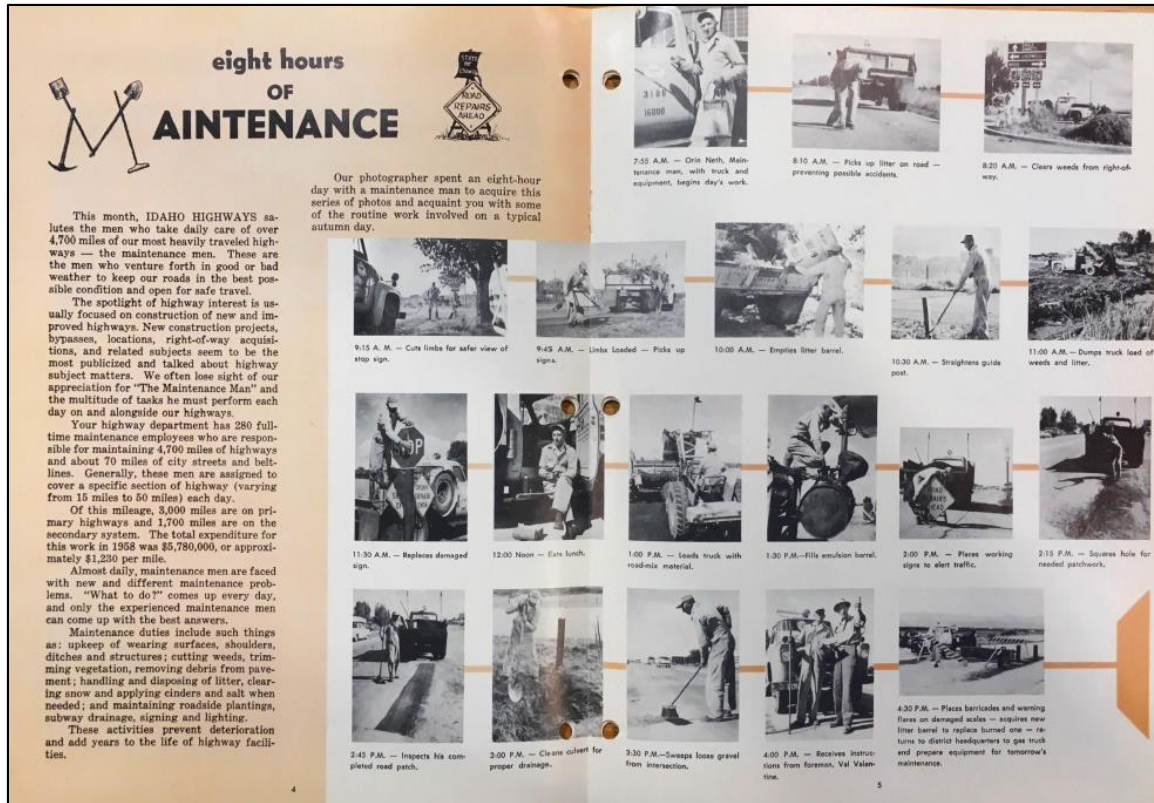 eight hours
OF
MAINTENANCE
ROAD
REPAIRS
AHEAD
Our photographer spent an eight-hour
day with a maintenance man to acquire this
series of photos and acquaint you with some
of the routine work involved on a typical
autumn day.
This month, IDAHO HIGHWAYS sa-
lutes the men who take daily care of over
4,700 miles of our most heavily traveled high-
ways — the maintenance men. These are
the men who venture forth in good or bad
weather to keep our roads in the best pos-
sible condition and open for safe travel.
The spotlight of highway interest is us-
ually focused on construction of new and im-
proved highways. New construction projects,
bypasses, locations, right-of-way acquisi-
tions, and related subjects seem to be the
most publicized and talked about highway
subject matters. We often lose sight of our
appreciation for "The Maintenance Man" and
the multitude of tasks he must perform each
day on and alongside our highways.
Your highway department has 280 full-
time maintenance employees who are respon-
sible for maintaining 4,700 miles of highways
and about 70 miles of city streets and belt-
lines. Generally, these men are assigned to
cover a specific section of highway (varying
from 15 miles to 50 miles) each day.
Of this mileage, 3,000 miles are on pri-
mary highways and 1,700 miles are on the
secondary system. The total expenditure for
this work in 1958 was $5,780,000, or approxi-
mately $1,230 per mile.
Almost daily, maintenance men are faced
with new and different maintenance prob-
lems. "What to do?" comes up every day,
and only the experienced maintenance men
can come up with the best answers.
Maintenance duties include such things
as: upkeep of wearing surfaces, shoulders,
ditches and structures; cutting weeds, trim-
ming vegetation, removing debris from pave-
ment; handling and disposing of litter, clear-
ing snow and applying cinders and salt when
needed; and maintaining roadside plantings,
subway drainage, signing and lighting.
These activities prevent deterioration
and add years to the life of highway facili-
ties.
4
3100
16000
7:55 A.M. — Orin Neth, Main-
tenance man, with truck and
equipment, begins day's work.
8:10 A.M. — Picks up litter on road —
preventing possible accidents.
8:20 A.M. — Clears weeds from right-of-
way.
9:15 A. M. — Cuts limbs for safer view of
stop sign.
9:45 A.M. — Limbs Loaded — Picks up
signs.
10:00 A.M. — Empties litter barrel.
10:30 A.M. — Straightens guide
post.
11:00 A.M. — Dumps truck load of
weeds and litter.
11:30 A.M. — Replaces damaged
sign.
12:00 Noon — Eats lunch.
1:00 P.M. — Loads truck with
road-mix material.
1:30 P.M.—Fills emulsion barrel.
2:00 P.M. — Places working
signs to alert traffic.
2:15 P.M. — Squares hole for
needed patchwork.
2:45 P.M. — Inspects his com-
pleted road patch.
3:00 P.M. — Cleans culvert for
proper drainage.
3:30 P.M.—Sweeps loose gravel
from intersection.
4:00 P.M. — Receives instruc-
tions from foreman, Val Valen-
tine.
4:30 P.M. — Places barricades and warning
flares on damaged scales — acquires new
litter barrel to replace burned one — re-
turns to district headquarters to gas truck
and prepare equipment for tomorrow's
maintenance.
5